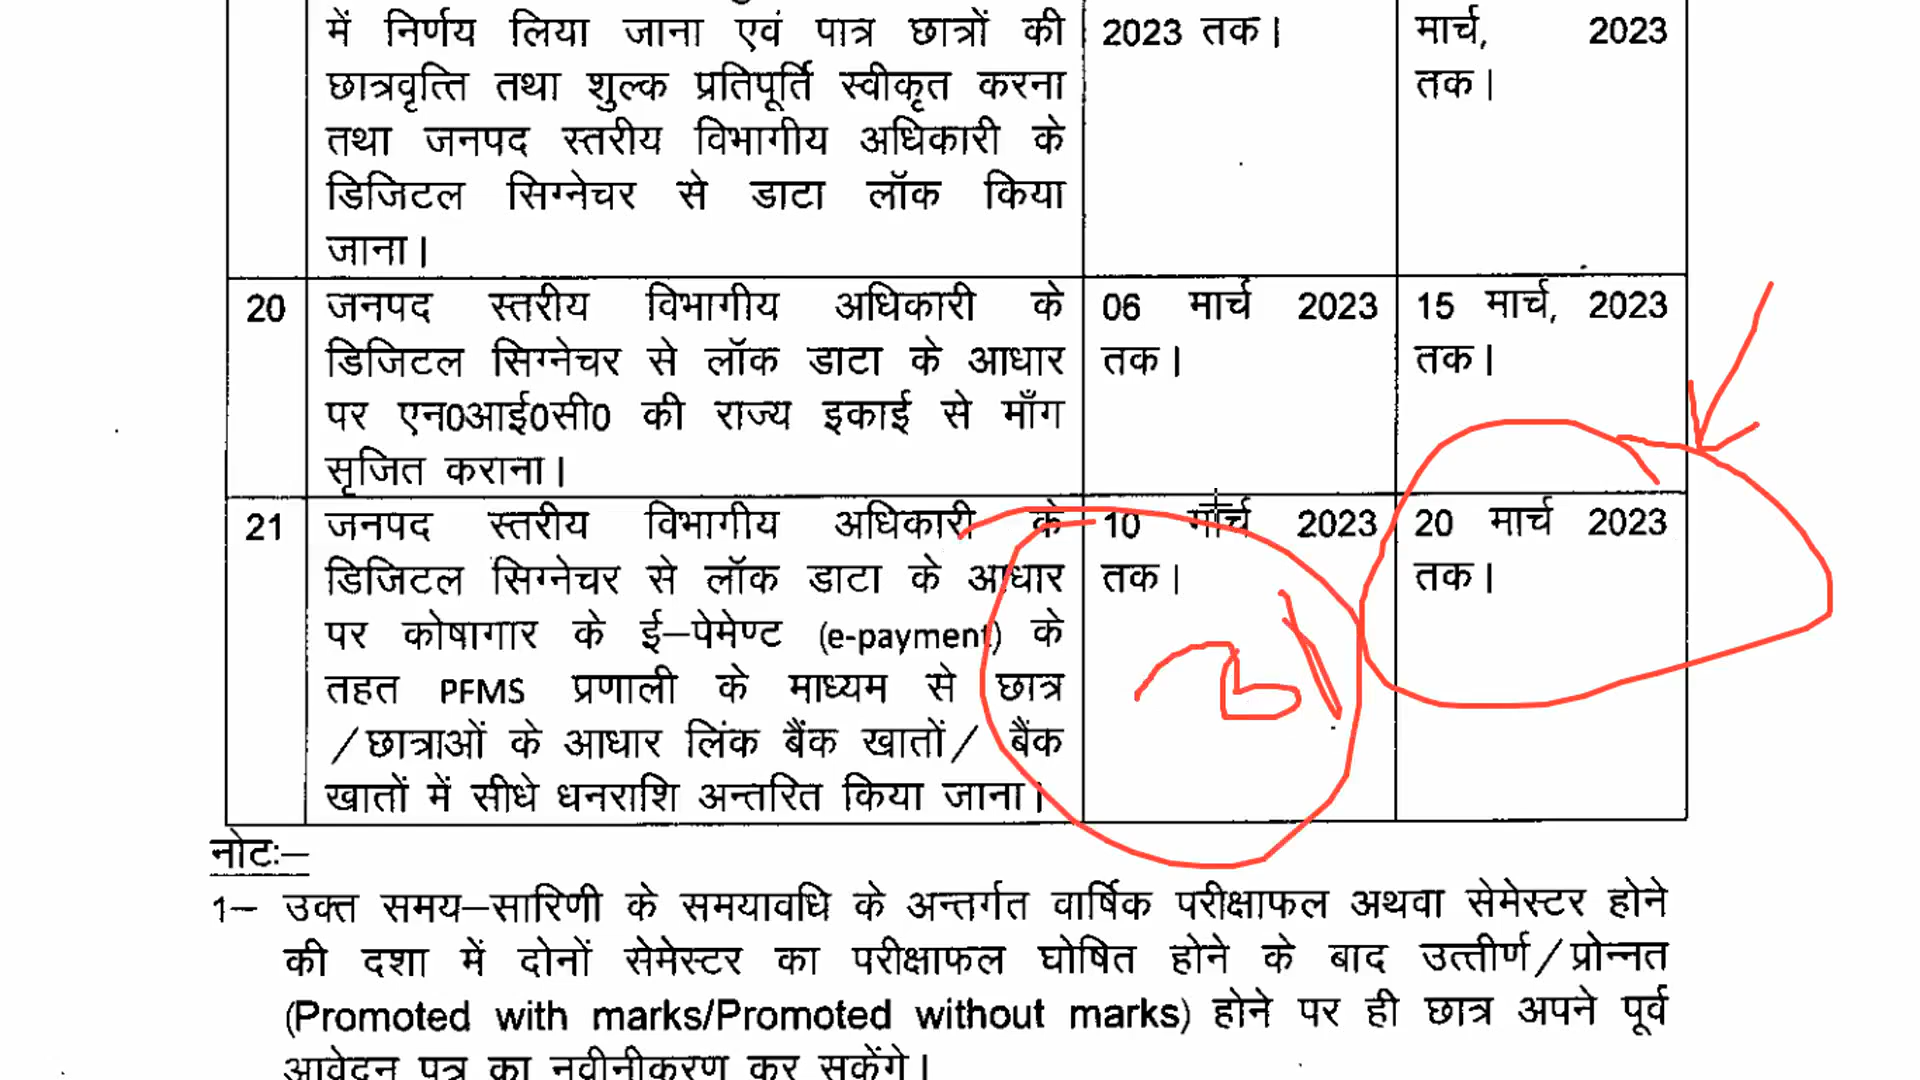 में निर्णय लिया जाना एवं पात्र छात्रों की
छात्रवृत्ति तथा शुल्क प्रतिपूर्ति स्वीकृत करना
तथा जनपद स्तरीय विभागीय अधिकारी के
डिजिटल सिग्नेचर से डाटा लॉक किया
जाना।
2023 तक।
मार्च, 2023
तक।
20
जनपद स्तरीय विभागीय अधिकारी के
डिजिटल सिग्नेचर से लॉक डाटा के आधार
पर एन0आई0सी0 की राज्य इकाई से माँग
सृजित कराना।
06 मार्च 2023
तक।
15 मार्च, 2023
तक।
21
जनपद स्तरीय विभागीय अधिकारी के
डिजिटल सिग्नेचर से लॉक डाटा के आधार
पर कोषागार के ई–पेमेण्ट (e-payment) के
तहत PFMS प्रणाली के माध्यम से छात्र
/छात्राओं के आधार लिंक बैंक खातों/ बैंक
खातों में सीधे धनराशि अन्तरित किया जाना।
10 मार्च 2023
तक।
20 मार्च 2023
तक।
नोटः–
1– उक्त समय–सारिणी के समयावधि के अन्तर्गत वार्षिक परीक्षाफल अथवा सेमेस्टर होने
की दशा में दोनों सेमेस्टर का परीक्षाफल घोषित होने के बाद उत्तीर्ण/प्रोन्नत
(Promoted with marks/Promoted without marks) होने पर ही छात्र अपने पूर्व
आवेदन पत्र का नवीनीकरण कर सकेंगे।